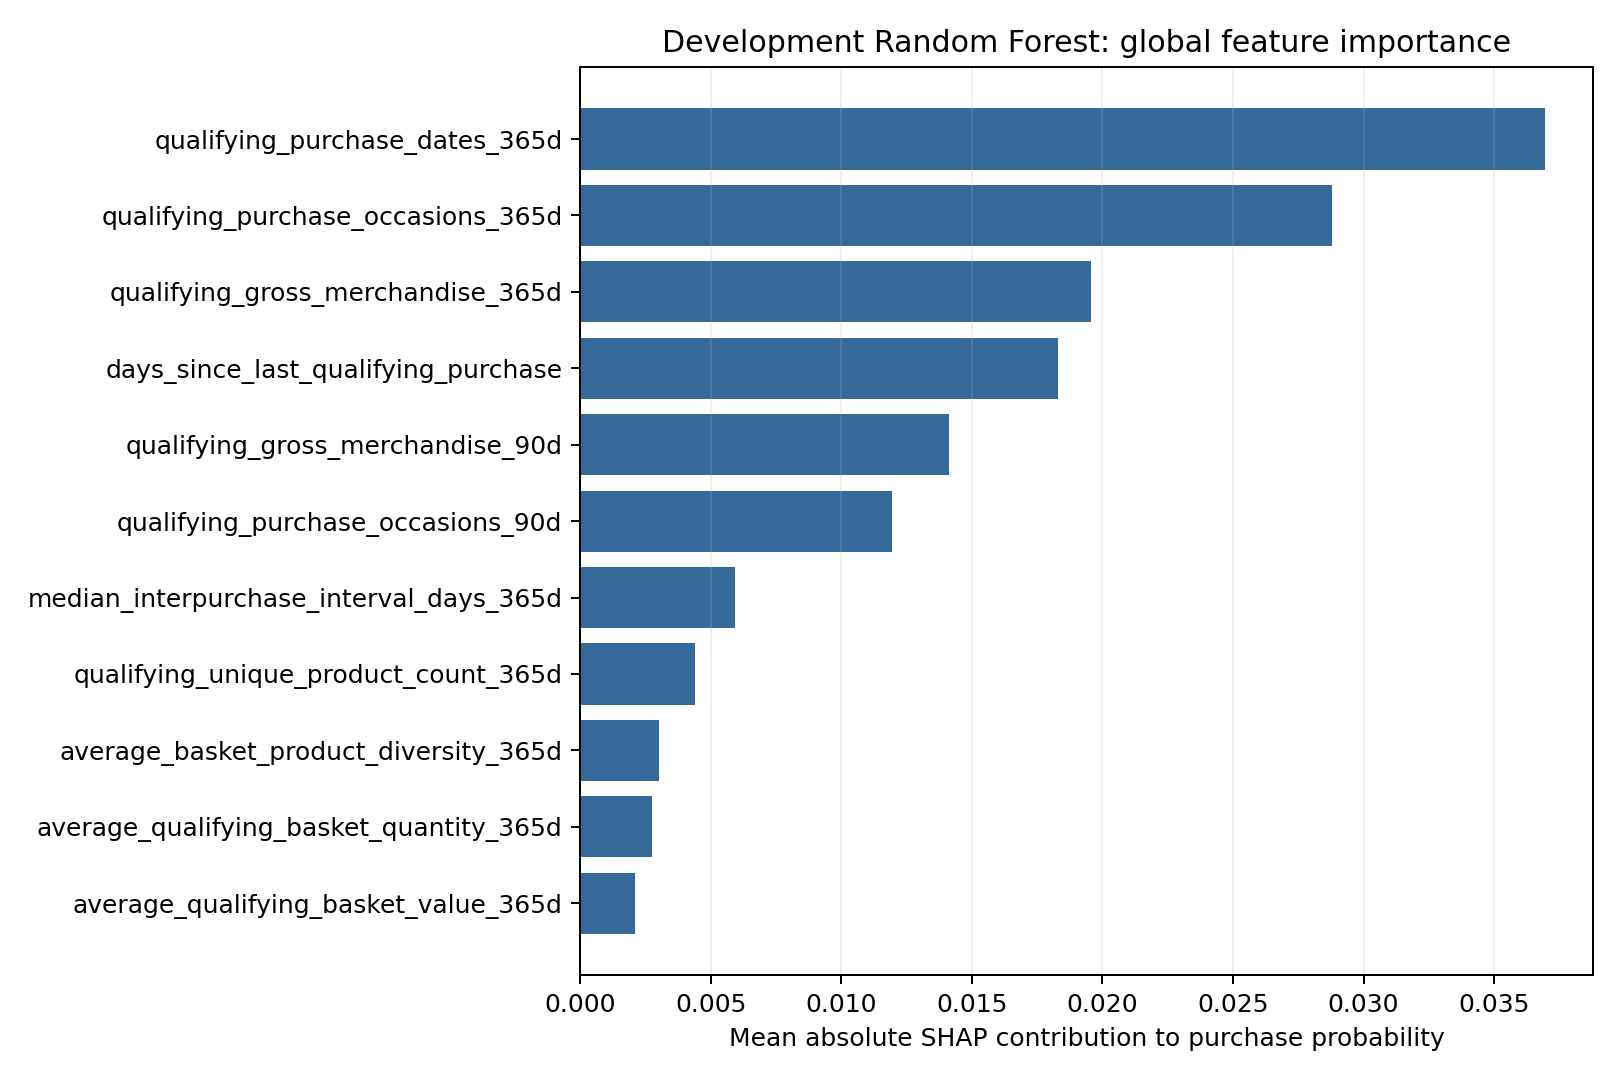 Development Random Forest: global feature importance
qualifying_purchase_dates_365d
qualifying_purchase_occasions_365d
qualifying_gross_merchandise_365d
days_since_last_qualifying_purchase
qualifying_gross_merchandise_90d
qualifying_purchase_occasions_90d
median_interpurchase_interval_days_365d
qualifying_unique_product_count_365d
average_basket_product_diversity_365d
average_qualifying_basket_quantity_365d
average_qualifying_basket_value_365d
0.000 0.005 0.010 0.015 0.020 0.025 0.030 0.035
Mean absolute SHAP contribution to purchase probability